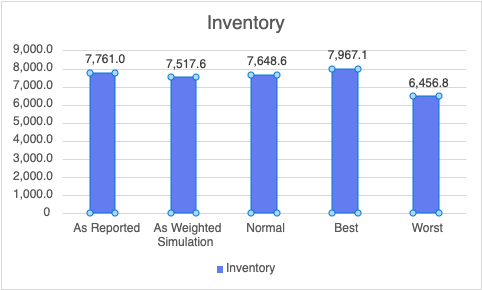 Inventory
9,000.0
8,000.0
7,000.0
6,000.0
5,000.0
4,000.0
3,000.0
2,000.0
1,000.0
0
7,761.0
7,517.6
7,648.6
7,967.1
6,456.8
As Reported
As Weighted
Simulation
Normal
Best
Worst
Inventory